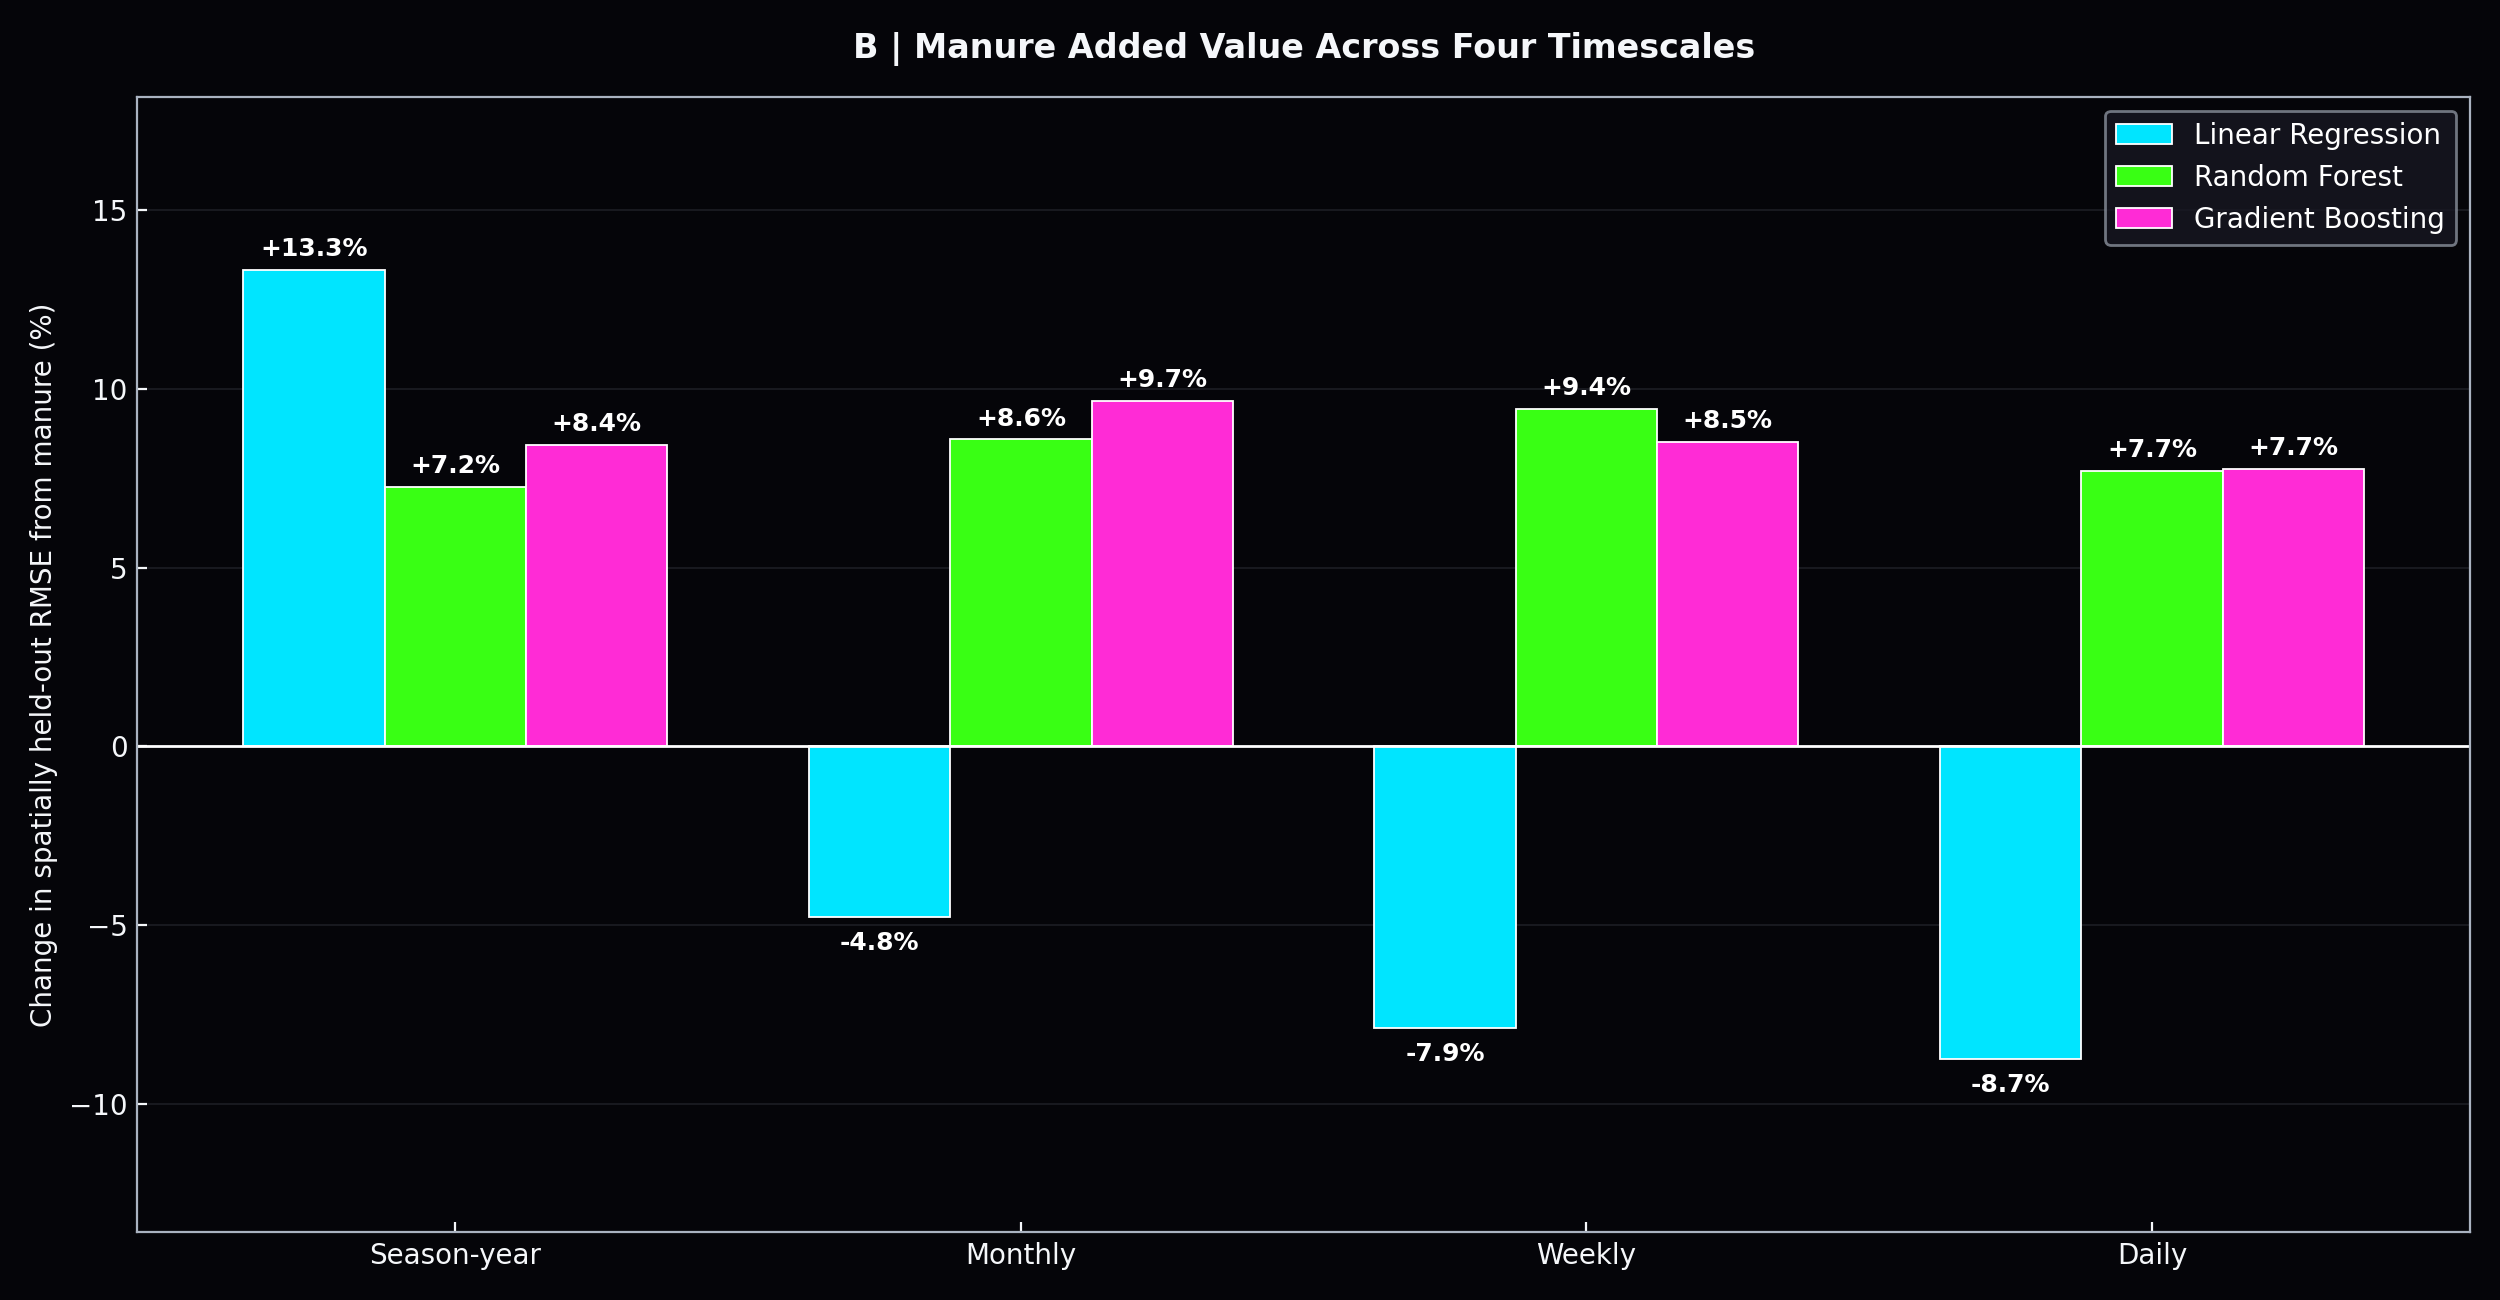 B | Manure Added Value Across Four Timescales
Linear Regression
Random Forest
Gradient Boosting
Change in spatially held-out RMSE from manure (%)
15
10
5
0
−5
−10
+13.3%
+7.2%
+8.4%
-4.8%
+8.6%
+9.7%
-7.9%
+9.4%
+8.5%
-8.7%
+7.7%
+7.7%
Season-year
Monthly
Weekly
Daily